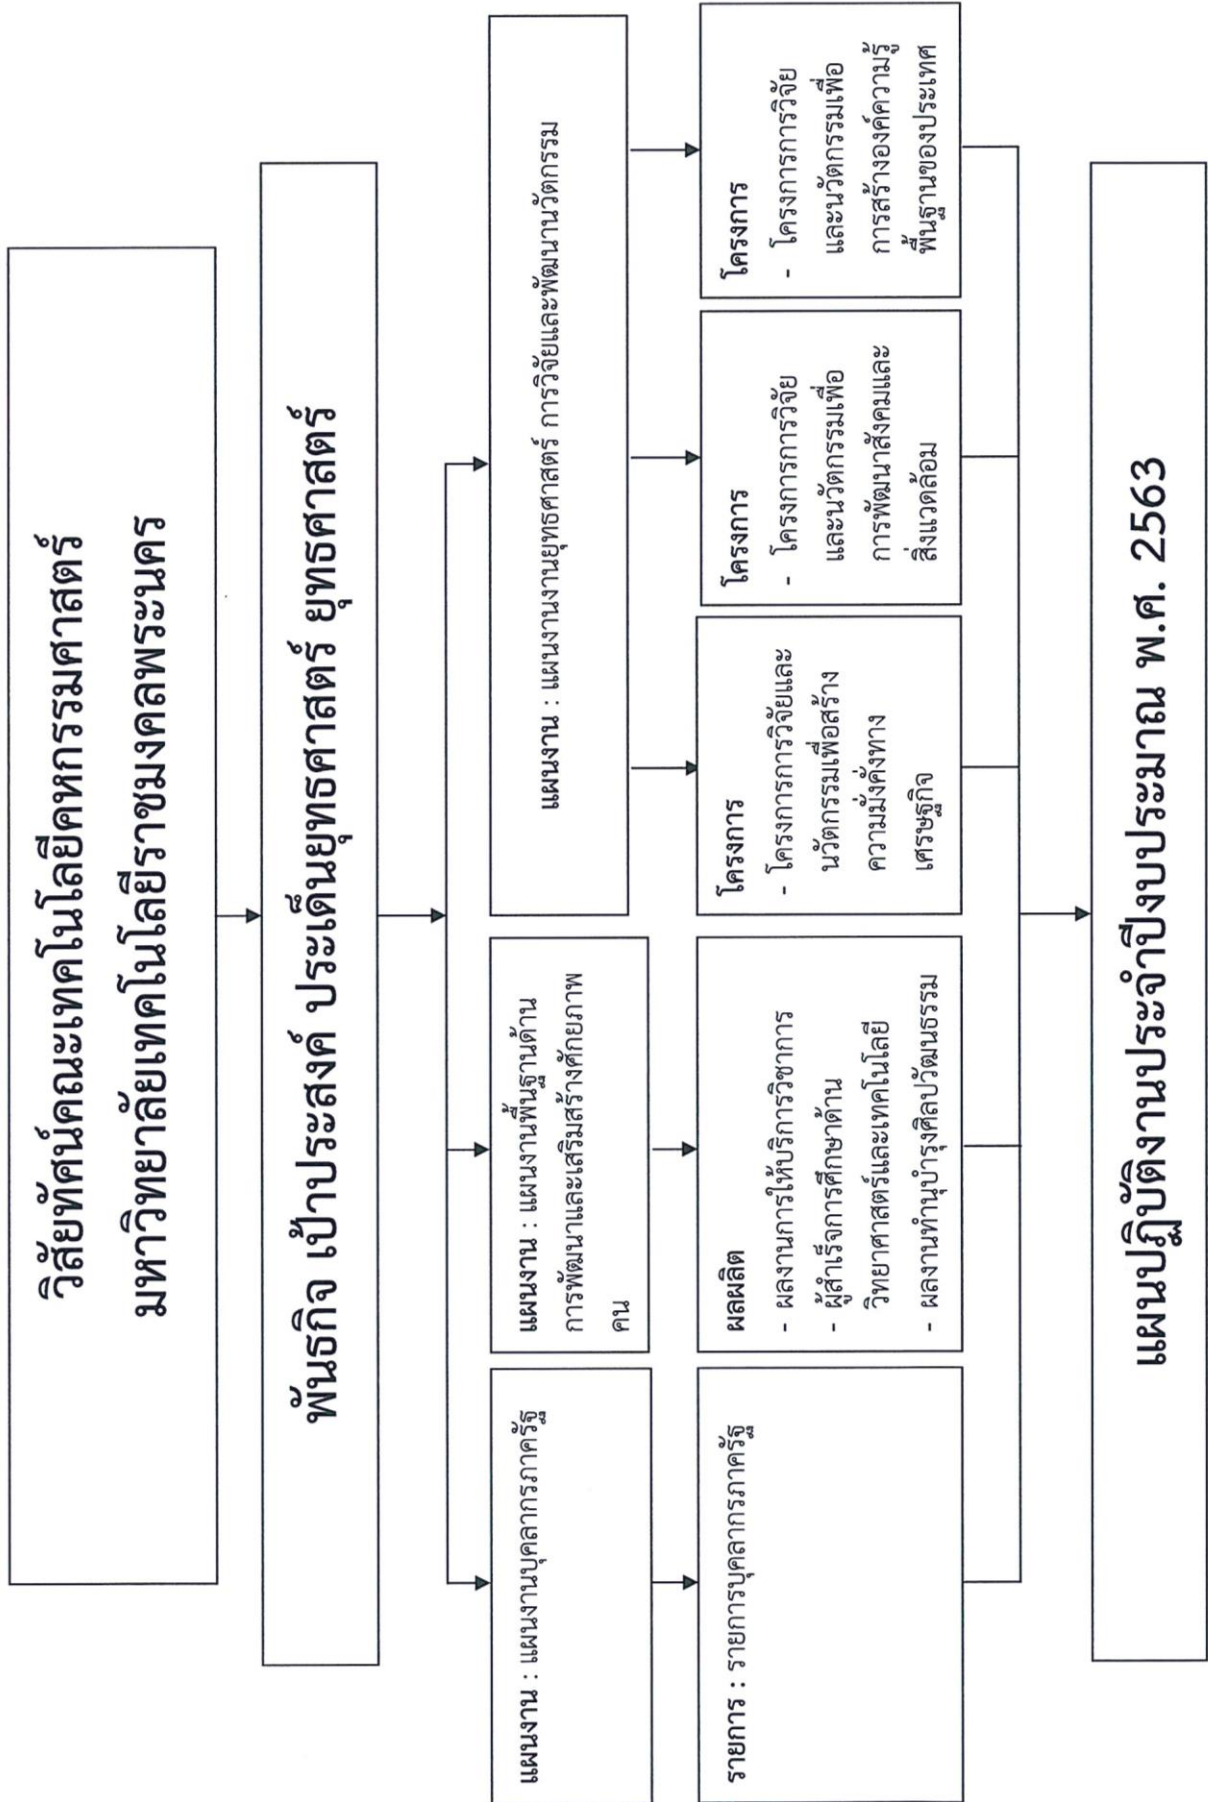 วิสัยทัศน์คณะเทคโนโลยีคหกรรมศาสตร์
มหาวิทยาลัยเทคโนโลยีราชมงคลพระนคร
พันธกิจ เป้าประสงค์ ประเด็นยุทธศาสตร์ ยุทธศาสตร์
แผนงาน : แผนงานบุคลากรภาครัฐ
แผนงาน : แผนงานพื้นฐานด้าน
การพัฒนาและเสริมสร้างศักยภาพ
คน
แผนงาน : แผนงานงานยุทธศาสตร์ การวิจัยและพัฒนานวัตกรรม
รายการ : รายการบุคลากรภาครัฐ
ผลผลิต
- ผลงานการให้บริการวิชาการ
- ผู้สำเร็จการศึกษาด้าน
วิทยาศาสตร์และเทคโนโลยี
- ผลงานทำนุบำรุงศิลปวัฒนธรรม
โครงการ
- โครงการการวิจัยและ
นวัตกรรมเพื่อสร้าง
ความมั่งคั่งทาง
เศรษฐกิจ
โครงการ
- โครงการการวิจัย
และนวัตกรรมเพื่อ
การพัฒนาสังคมและ
สิ่งแวดล้อม
โครงการ
- โครงการการวิจัย
และนวัตกรรมเพื่อ
การสร้างองค์ความรู้
พื้นฐานของประเทศ
แผนปฏิบัติงานประจำปีงบประมาณ พ.ศ. 2563